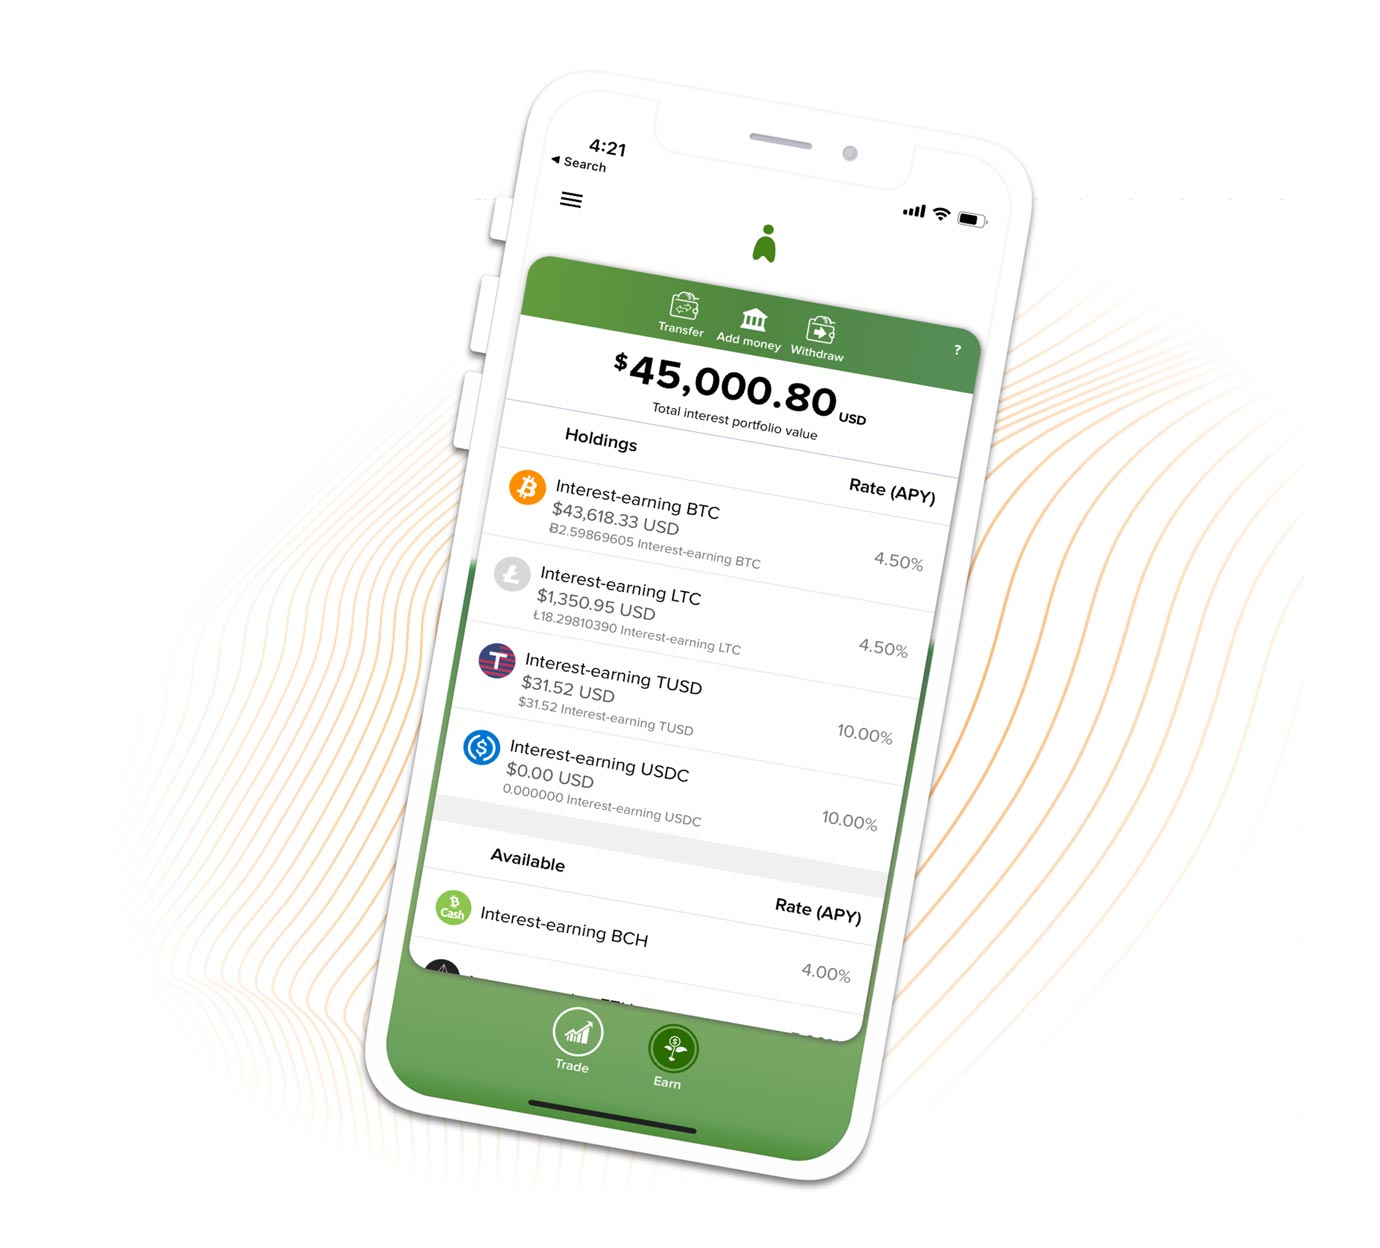 4:21
◀ Search
Transfer
Add money
Withdraw
?
$45,000.80 USD
Total interest portfolio value
Holdings
Rate (APY)
Interest-earning BTC
$43,618.33 USD
Ƀ2.59869605 Interest-earning BTC
4.50%
Interest-earning LTC
$1,350.95 USD
Ł18.29810390 Interest-earning LTC
4.50%
T
Interest-earning TUSD
$31.52 USD
$31.52 Interest-earning TUSD
10.00%
Interest-earning USDC
$0.00 USD
0.000000 Interest-earning USDC
10.00%
Available
Rate (APY)
Cash
Interest-earning BCH
4.00%
Trade
Earn